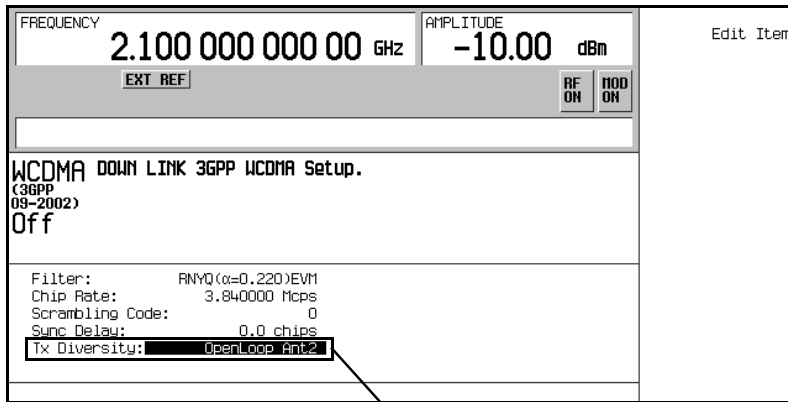 FREQUENCY
2.100 000 000 00 GHz
AMPLITUDE
-10.00 dBm
Edit Item
EXT REF
RF ON
MOD ON
WCDMA DOWN LINK 3GPP WCDMA Setup.
(3GPP
09-2002)
Off
Filter: RNYQ(α=0.220)EVM
Chip Rate: 3.840000 Mcps
Scrambling Code: 0
Sync Delay: 0.0 chips
Tx Diversity: OpenLoop Ant2